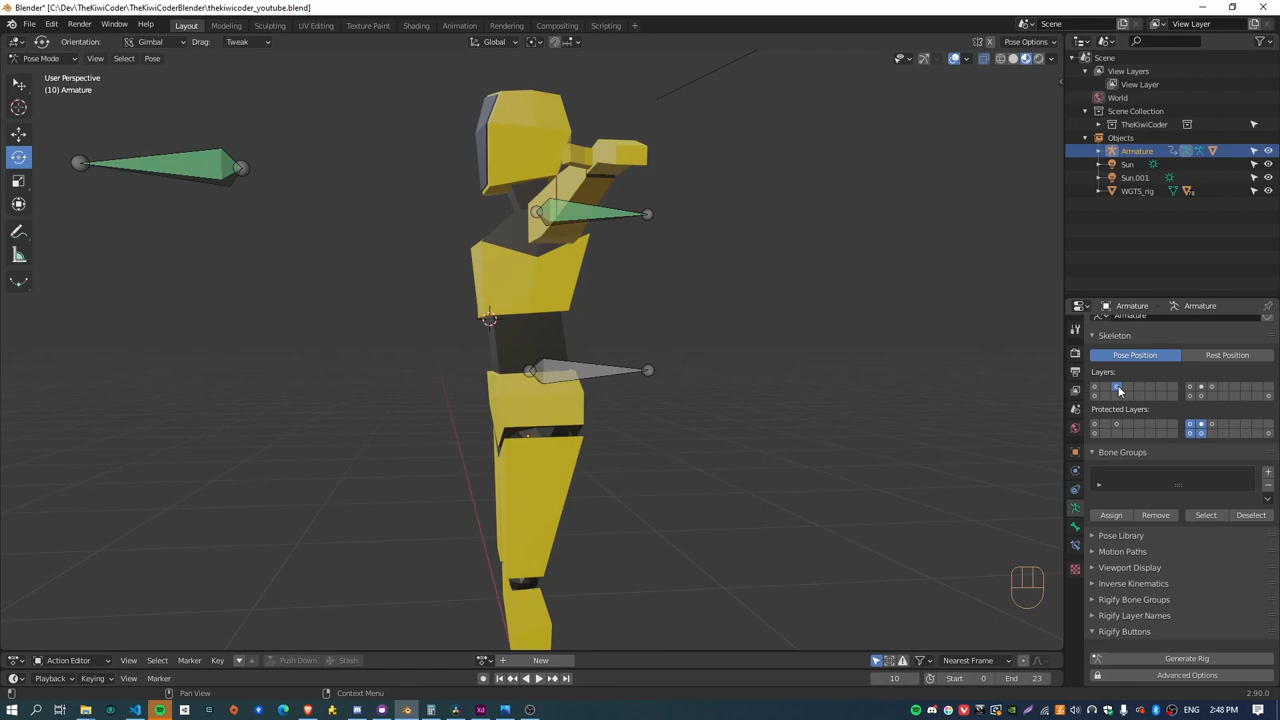 Blender* [C:\Dev\TheKiwiCoderBlender\thekiwicoder_youtube.blend]
File Edit Render Window Help Layout Modeling Sculpting UV Editing Texture Paint Shading Animation Rendering Compositing Scripting + Scene View Layer
Orientation: Gimbal Drag: Tweak Global X Pose Options
Pose Mode View Select Pose
User Perspective
(10) Armature
Scene
View Layers
View Layer
World
Scene Collection
TheKiwiCoder
Objects
Armature
Sun
Sun.001
WGTS_rig 78
Armature Armature
Armature
Skeleton
Pose Position Rest Position
Layers:
Protected Layers:
Bone Groups
Assign Remove Select Deselect
Pose Library
Motion Paths
Viewport Display
Inverse Kinematics
Rigify Bone Groups
Rigify Layer Names
Rigify Buttons
Generate Rig
Advanced Options
Action Editor View Select Marker Key Push Down Stash New Nearest Frame
Playback Keying View Marker 10 Start 0 End 23
Pan View Context Menu 2.90.0
2:48 PM